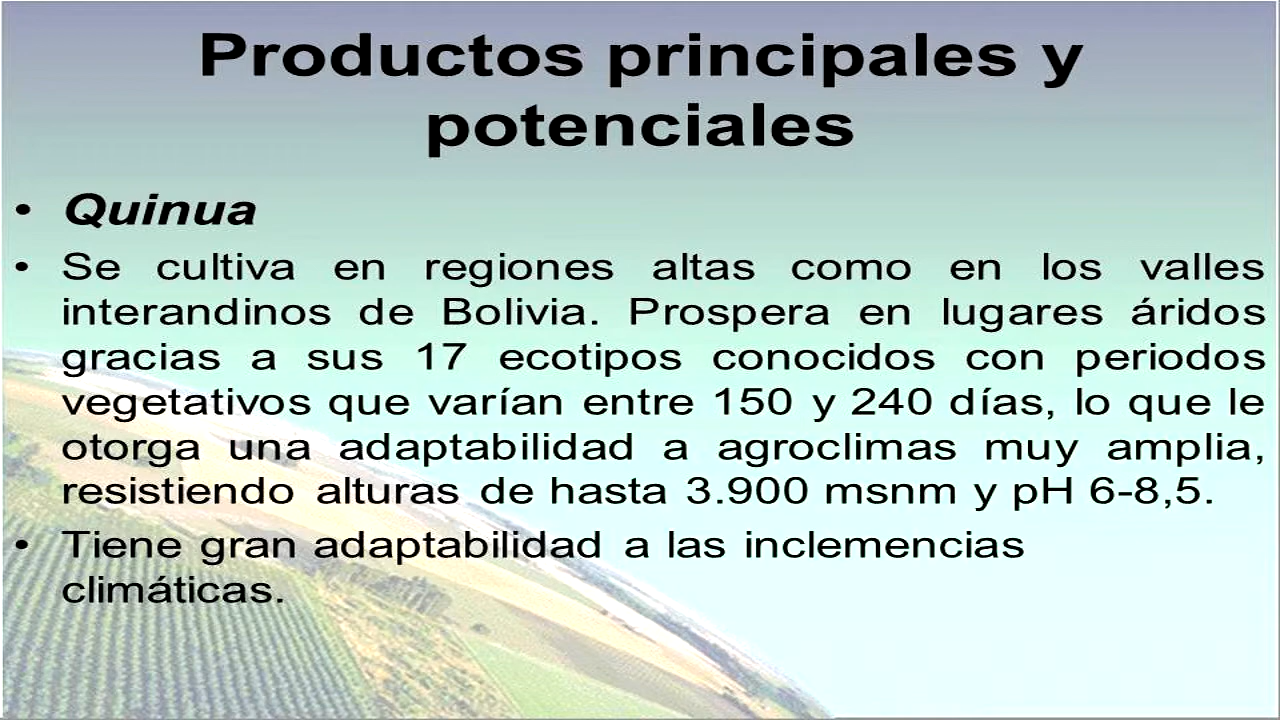 Productos principales y
potenciales
• Quinua
• Se cultiva en regiones altas como en los valles
interandinos de Bolivia. Prospera en lugares áridos
gracias a sus 17 ecotipos conocidos con periodos
vegetativos que varían entre 150 y 240 días, lo que le
otorga una adaptabilidad a agroclimas muy amplia,
resistiendo alturas de hasta 3.900 msnm y pH 6-8,5.
• Tiene gran adaptabilidad a las inclemencias
climáticas.